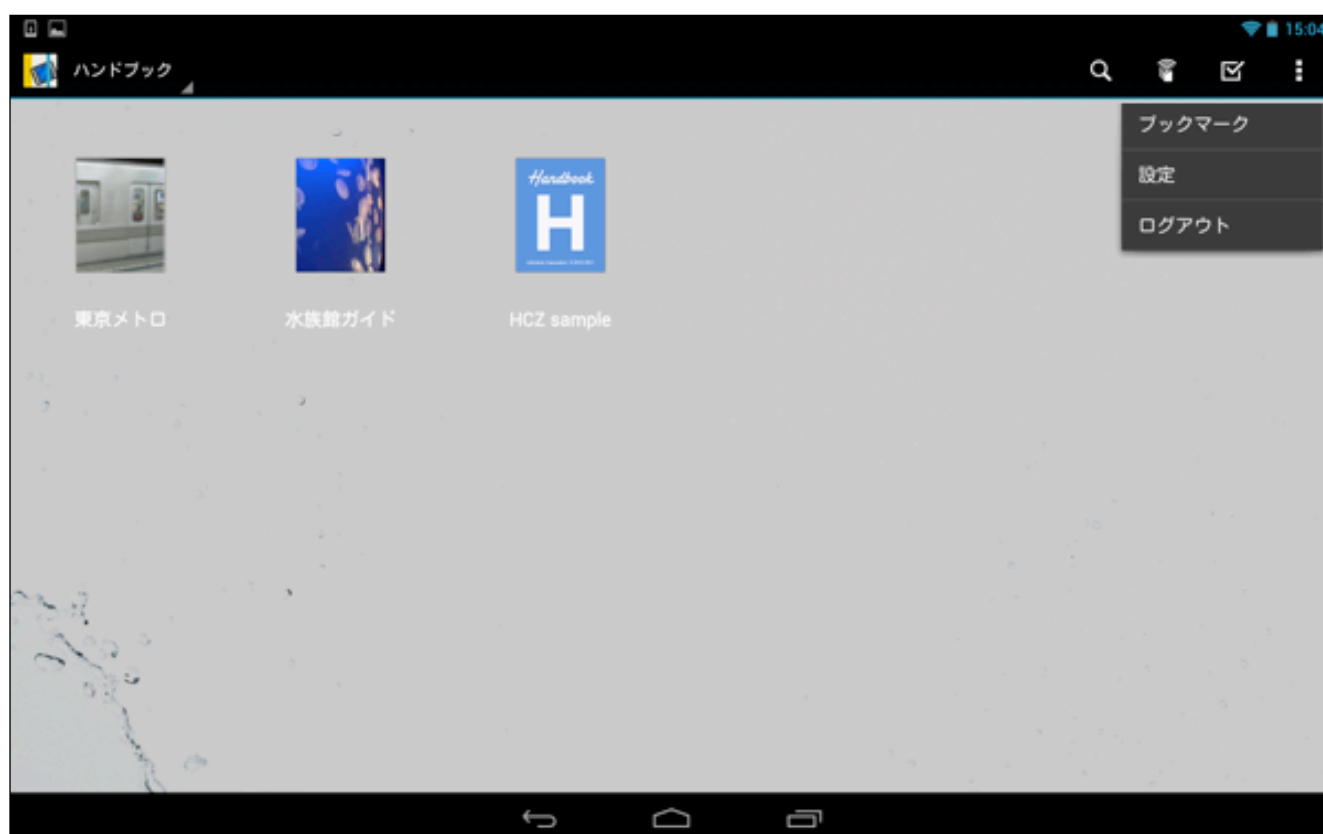 15:04
ハンドブック
ブックマーク
設定
ログアウト
Handbook
H
東京メトロ
水族館ガイド
HCZ sample